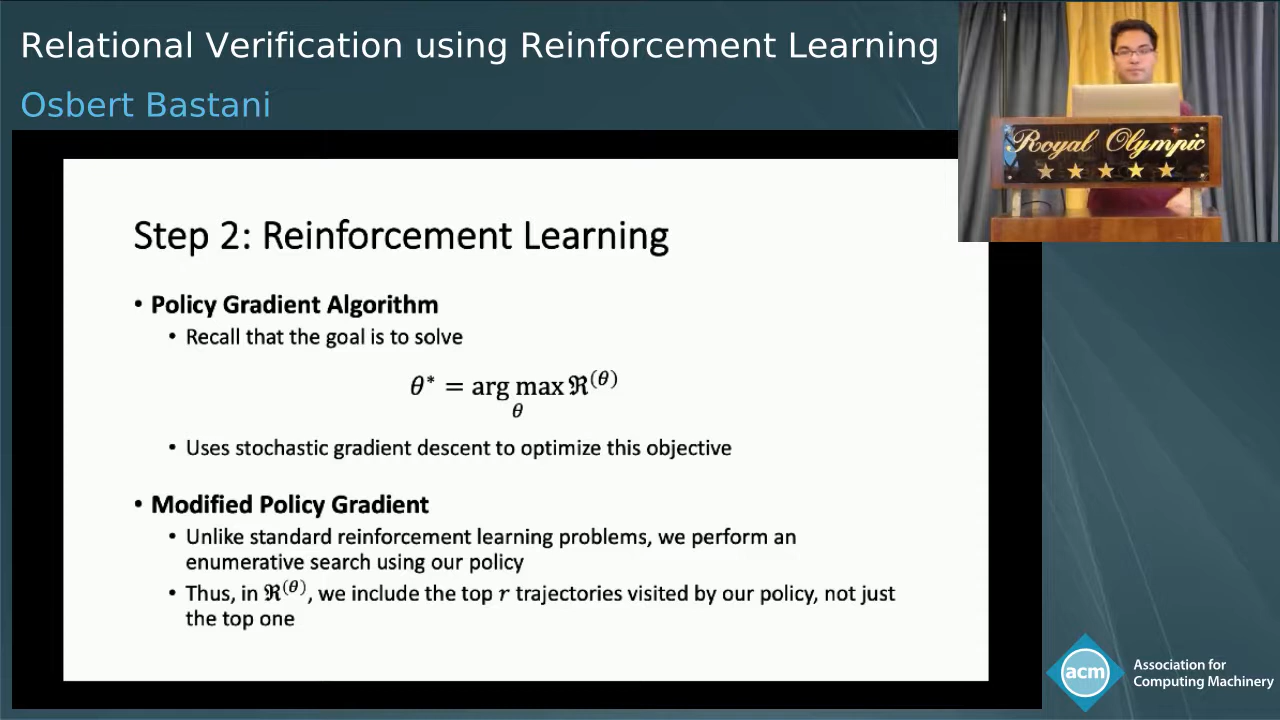 Relational Verification using Reinforcement Learning
Osbert Bastani
Royal Olympic
Step 2: Reinforcement Learning
• Policy Gradient Algorithm
• Recall that the goal is to solve
θ* = arg max ℜ^(θ)
θ
• Uses stochastic gradient descent to optimize this objective
• Modified Policy Gradient
• Unlike standard reinforcement learning problems, we perform an
enumerative search using our policy
• Thus, in ℜ^(θ), we include the top r trajectories visited by our policy, not just
the top one
acm
Association for
Computing Machinery